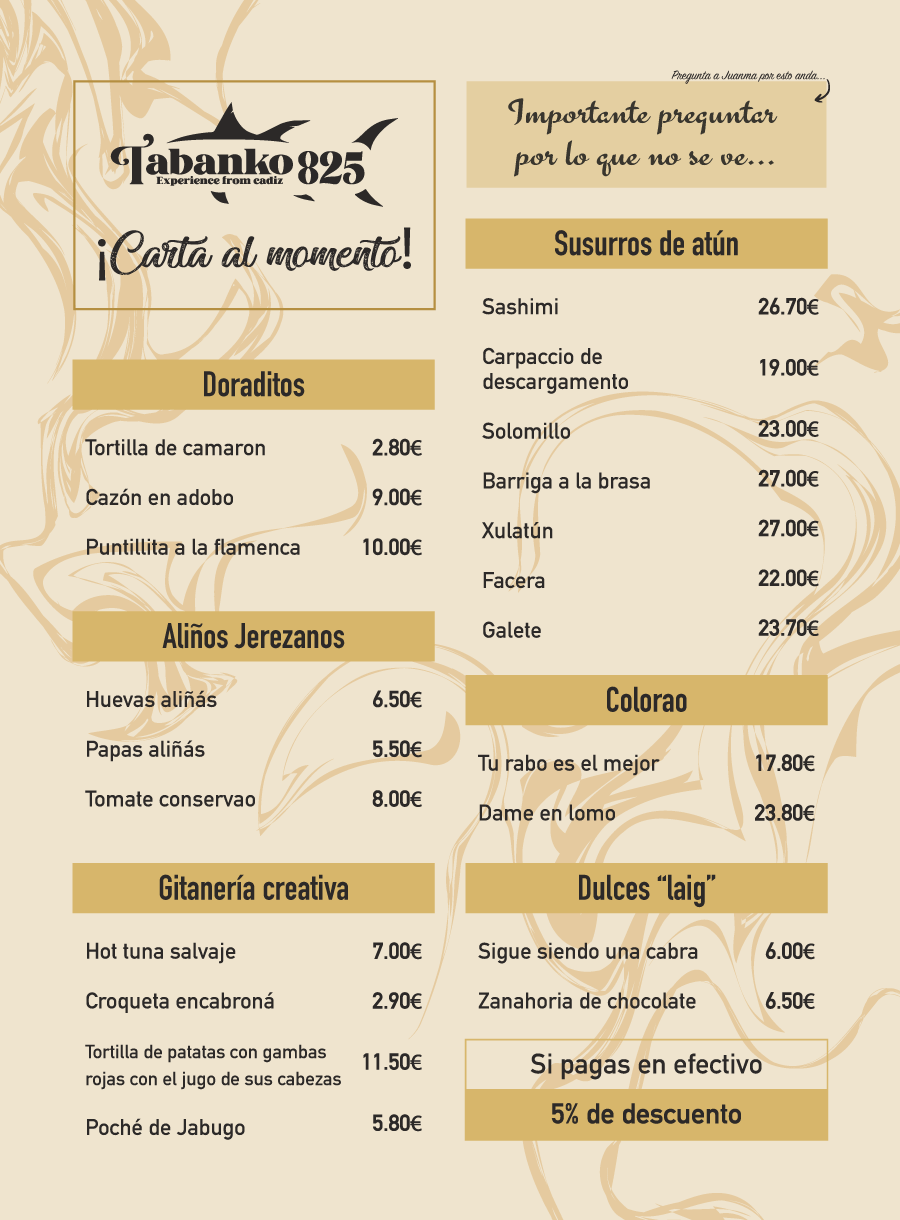 Tabanko 825
Experience from cadiz
¡Carta al momento!
Doraditos
Tortilla de camaron 2.80€
Cazón en adobo 9.00€
Puntillita a la flamenca 10.00€
Aliños Jerezanos
Huevas aliñás 6.50€
Papas aliñás 5.50€
Tomate conservao 8.00€
Gitanería creativa
Hot tuna salvaje 7.00€
Croqueta encabroná 2.90€
Tortilla de patatas con gambas
rojas con el jugo de sus cabezas 11.50€
Poché de Jabugo 5.80€
Pregunta a Juanma por esto anda...
Importante preguntar
por lo que no se ve...
Susurros de atún
Sashimi 26.70€
Carpaccio de
descargamento 19.00€
Solomillo 23.00€
Barriga a la brasa 27.00€
Xulatún 27.00€
Facera 22.00€
Galete 23.70€
Colorao
Tu rabo es el mejor 17.80€
Dame en lomo 23.80€
Dulces “laig”
Sigue siendo una cabra 6.00€
Zanahoria de chocolate 6.50€
Si pagas en efectivo
5% de descuento